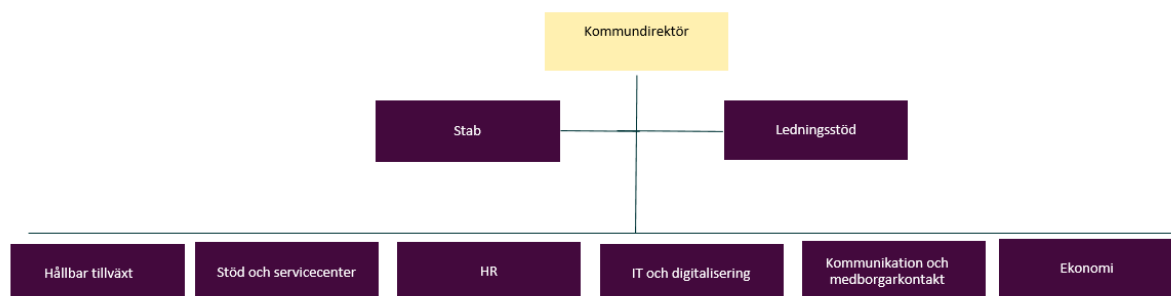 Kommundirektör
Stab
Ledningsstöd
Hållbar tillväxt
Stöd och servicecenter
HR
IT och digitalisering
Kommunikation och
medborgarkontakt
Ekonomi